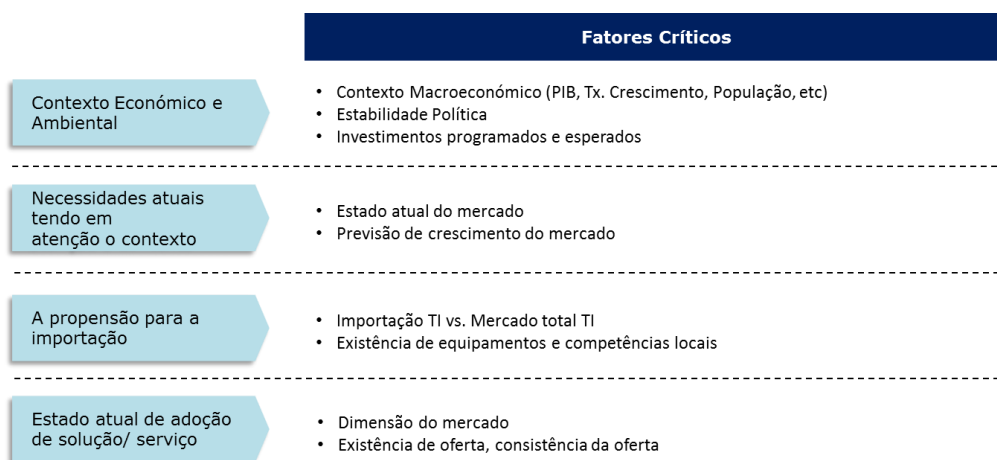 Fatores Críticos
Contexto Económico e
Ambiental
• Contexto Macroeconómico (PIB, Tx. Crescimento, População, etc)
• Estabilidade Política
• Investimentos programados e esperados
Necessidades atuais
tendo em
atenção o contexto
• Estado atual do mercado
• Previsão de crescimento do mercado
A propensão para a
importação
• Importação TI vs. Mercado total TI
• Existência de equipamentos e competências locais
Estado atual de adoção
de solução/ serviço
• Dimensão do mercado
• Existência de oferta, consistência da oferta